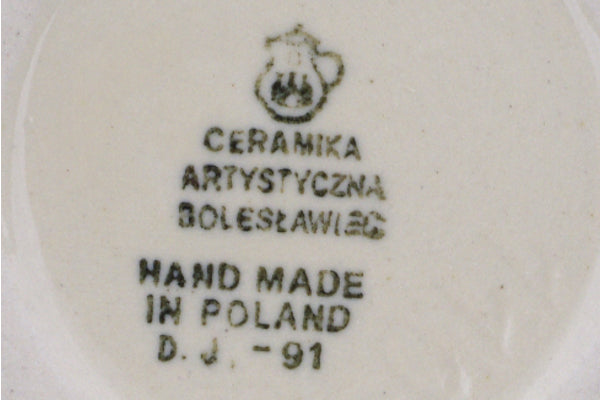 CERAMIKA
ARTYSTYCZNA
BOLESŁAWIEC
HAND MADE
IN POLAND
D. J. - 91